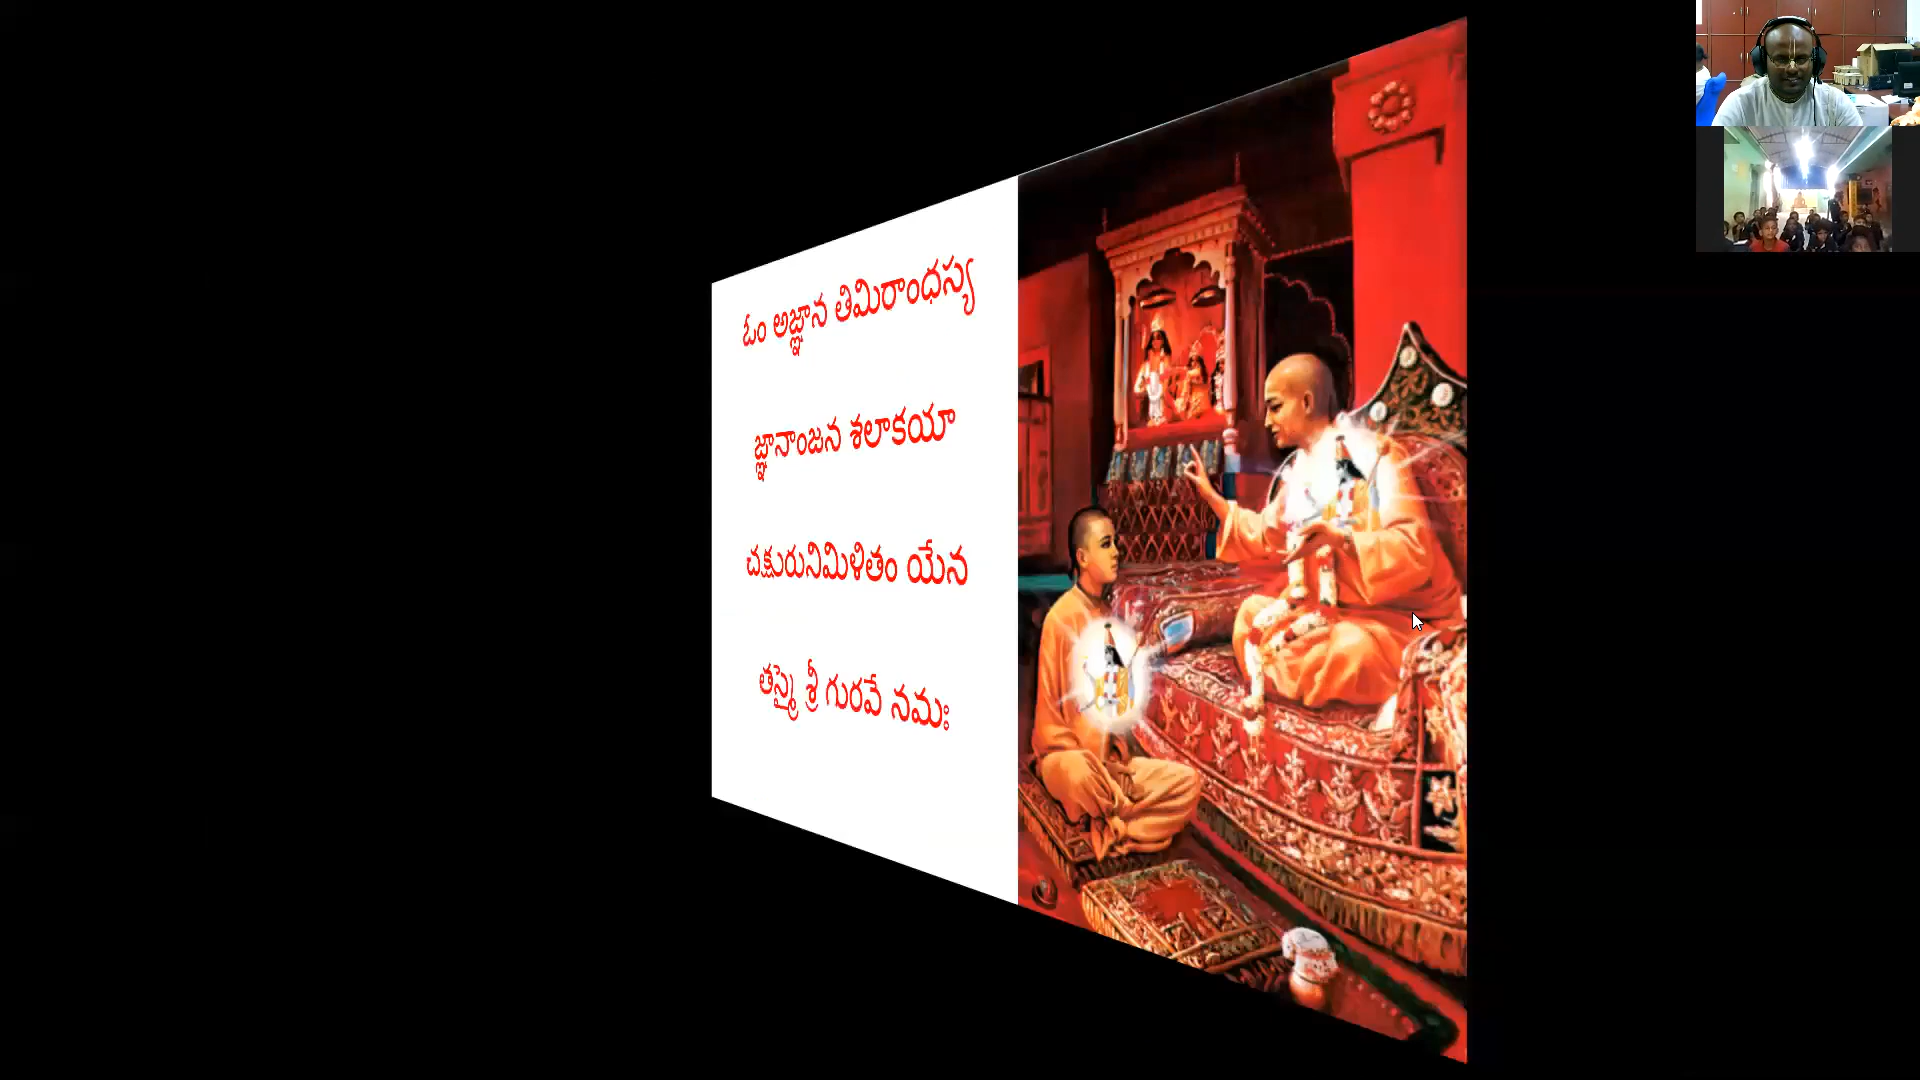 ఓం అజ్ఞాన తిమిరాంధస్య
జ్ఞానాంజన శలాకయా
చక్షురునిమిళితం యేన
తస్మై శ్రీ గురవే నమః